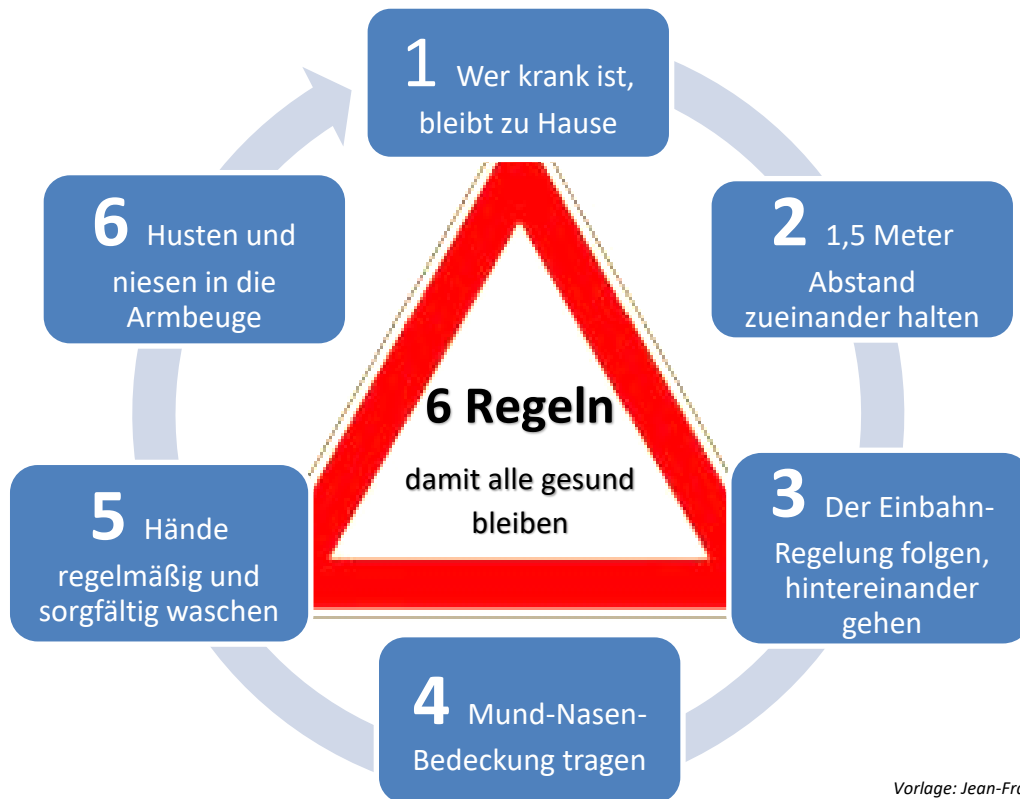 1 Wer krank ist,
bleibt zu Hause
2 1,5 Meter
Abstand
zueinander halten
3 Der Einbahn-
Regelung folgen,
hintereinander
gehen
4 Mund-Nasen-
Bedeckung tragen
5 Hände
regelmäßig und
sorgfältig waschen
6 Husten und
niesen in die
Armbeuge
6 Regeln
damit alle gesund
bleiben
Vorlage: Jean-Fra